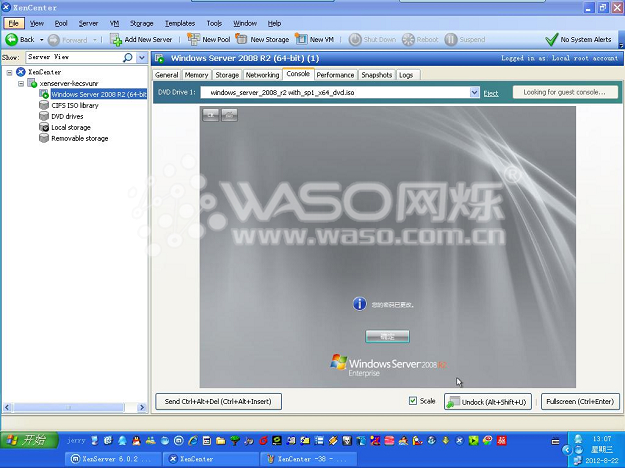 XenCenter
File View Pool Server VM Storage Templates Tools Window Help
Back Forward Add New Server New Pool New Storage New VM Shut Down Reboot Suspend No System Alerts
Show: Server View
Windows Server 2008 R2 (64-bit) (1) Logged in as: Local root account
XenCenter
xenserver-kecsvunr
Windows Server 2008 R2 (64-bit
CIFS ISO library
DVD drives
Local storage
Removable storage
General Memory Storage Networking Console Performance Snapshots Logs
DVD Drive 1: windows_server_2008_r2 with_sp1_x64_dvd.iso Eject Looking for guest console...
WASO网烁
www.waso.com.cn
您的密码已更改。
确定
Windows Server 2008 R2
Enterprise
Send Ctrl+Alt+Del (Ctrl+Alt+Insert) Scale Undock (Alt+Shift+U) Fullscreen (Ctrl+Enter)
开始 jerry
XenServer 6.0.2 XenCenter XenCenter -38 -
13:07
星期三
2012-8-22